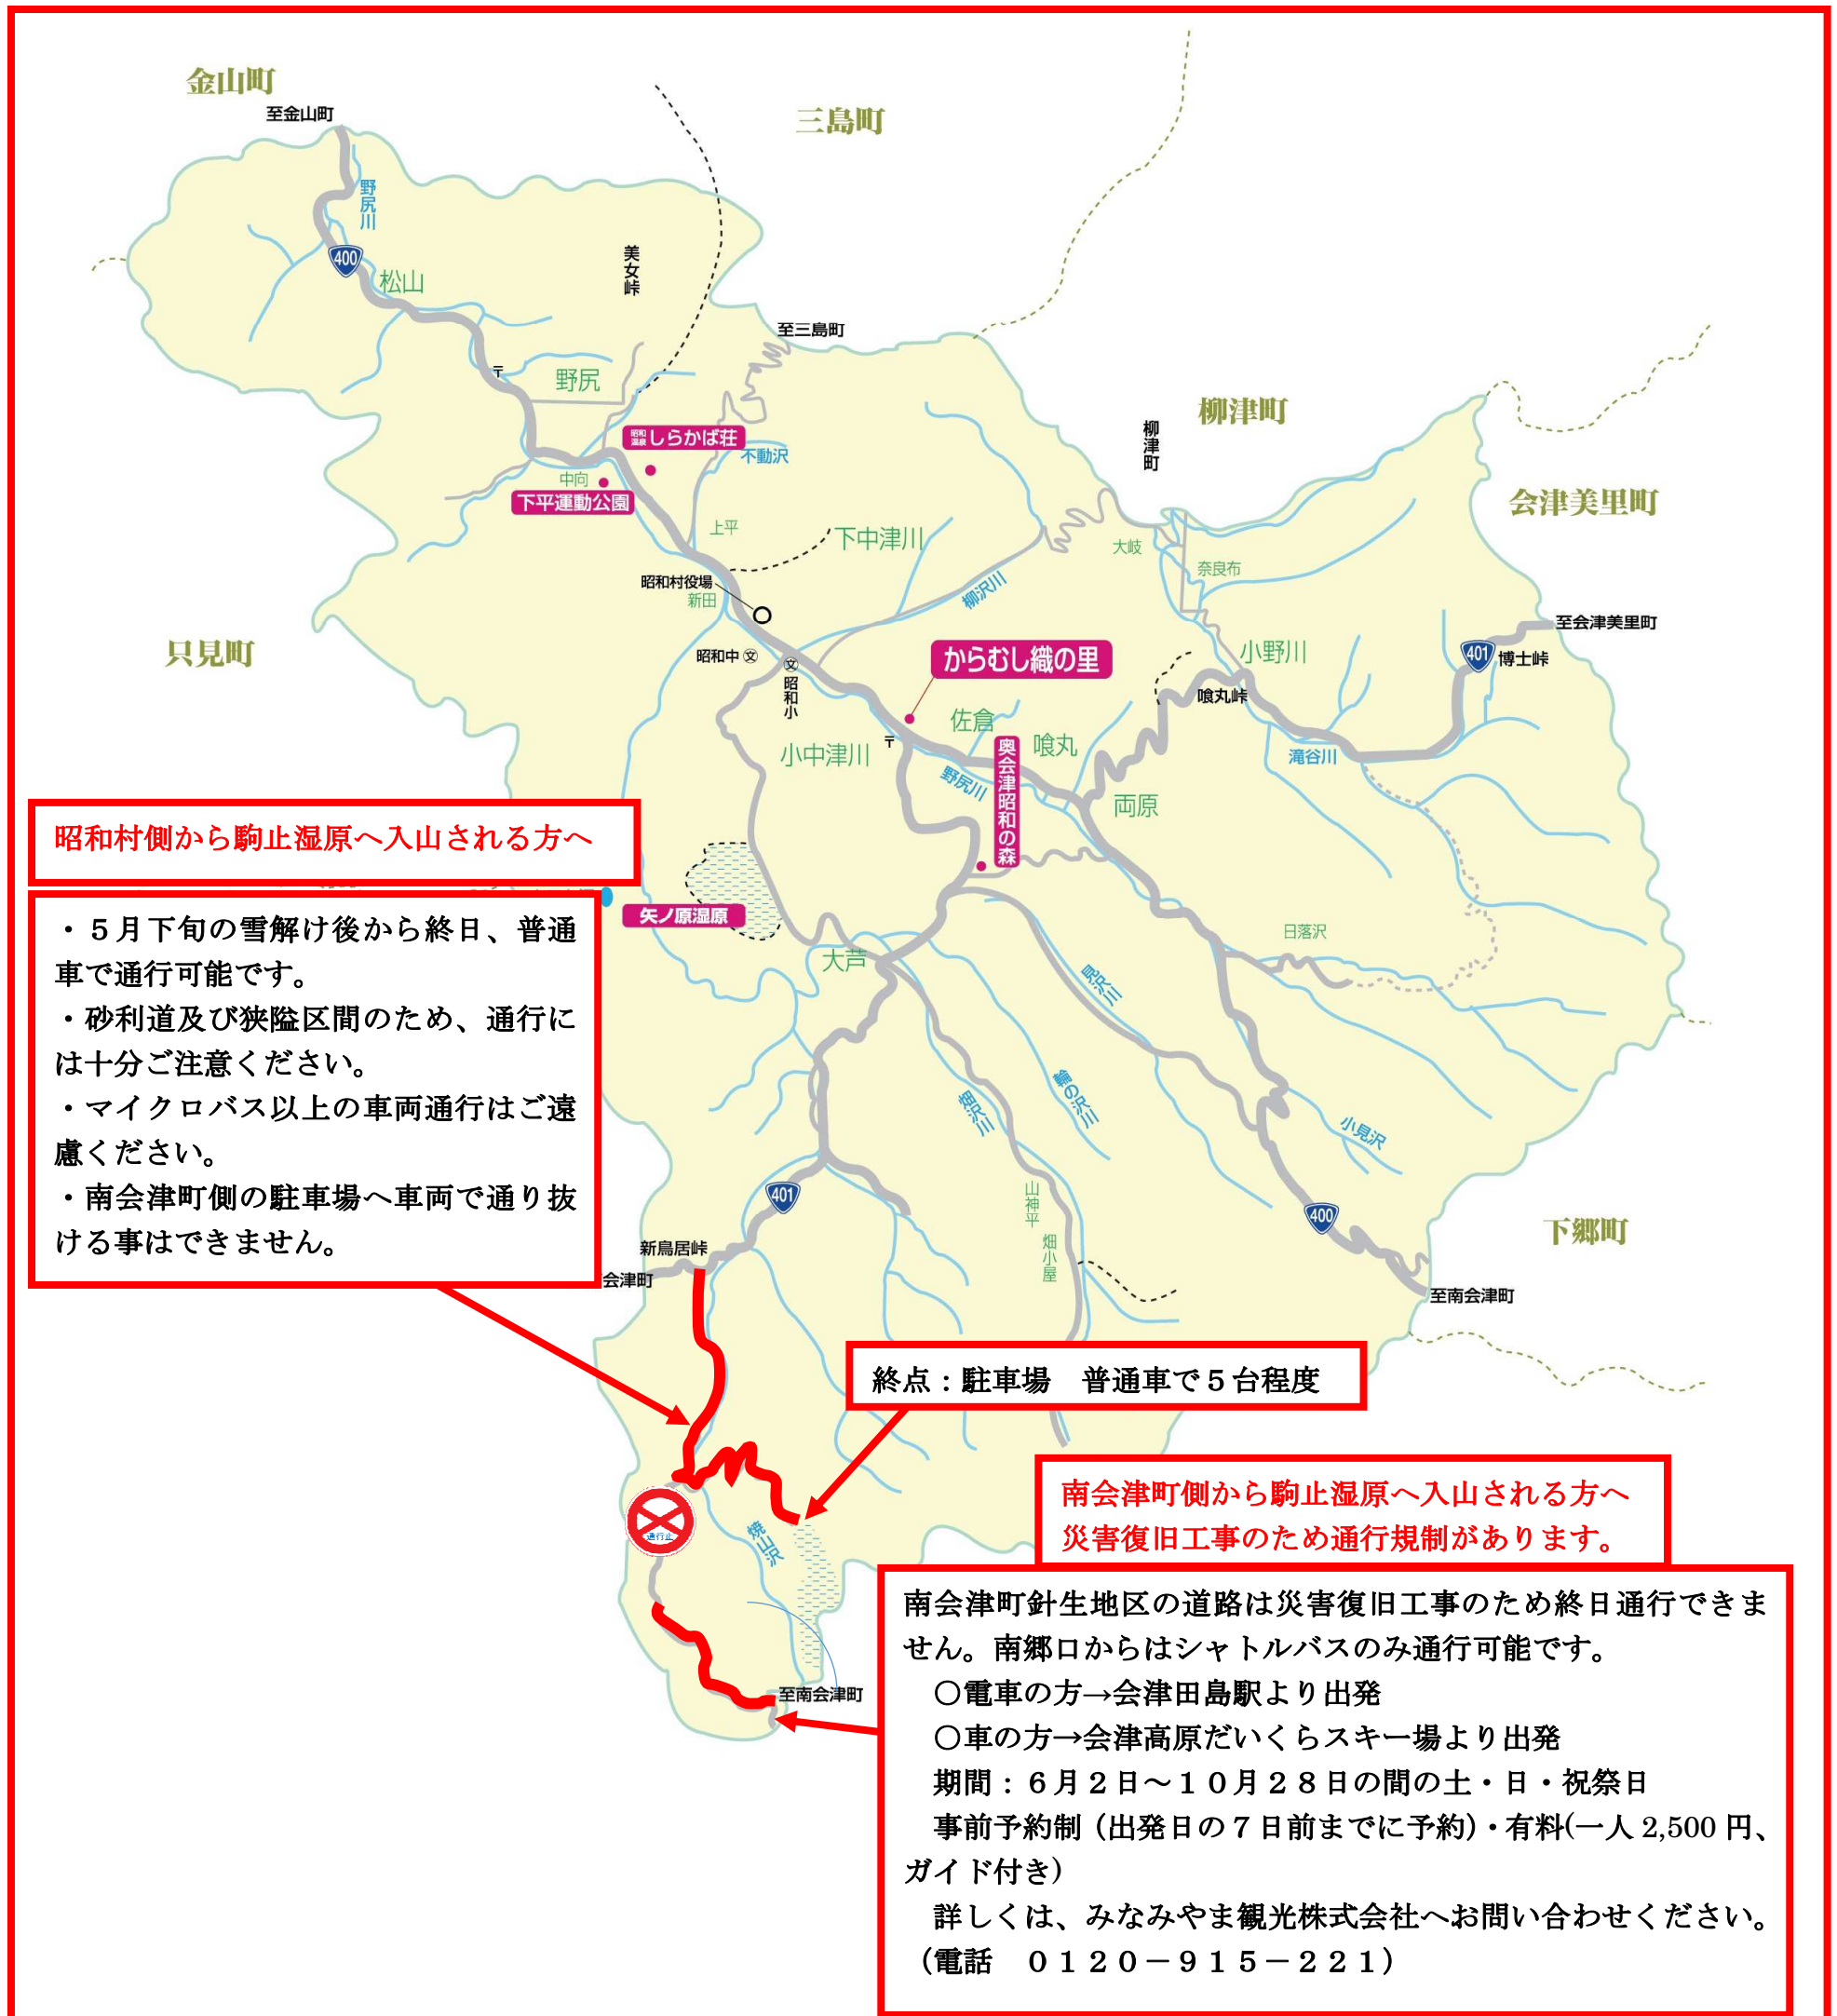 金山町
至金山町
三島町
野尻川
400
松山
美女峠
至三島町
〒
野尻
昭和温泉 しらかば荘
不動沢
中向
下平運動公園
上平
下中津川
柳津町
柳津町
会津美里町
大岐
奈良布
昭和村役場
新田
柳沢川
至会津美里町
只見町
昭和中 文
文 昭和小
からむし織の里
小野川
401
博士峠
喰丸峠
佐倉
喰丸
小中津川
〒
野尻川
奥会津昭和の森
滝谷川
両原
昭和村側から駒止湿原へ入山される方へ
・５月下旬の雪解け後から終日、普通
車で通行可能です。
・砂利道及び狭隘区間のため、通行に
は十分ご注意ください。
・マイクロバス以上の車両通行はご遠
慮ください。
・南会津町側の駐車場へ車両で通り抜
ける事はできません。
矢ノ原湿原
大芦
日落沢
見沢川
輪の沢川
畑沢川
小見沢
山神平
畑小屋
401
400
下郷町
新鳥居峠
会津町
至南会津町
終点：駐車場　普通車で５台程度
通行止
焼山沢
至南会津町
南会津町側から駒止湿原へ入山される方へ
災害復旧工事のため通行規制があります。
南会津町針生地区の道路は災害復旧工事のため終日通行できま
せん。南郷口からはシャトルバスのみ通行可能です。
○電車の方→会津田島駅より出発
○車の方→会津高原だいくらスキー場より出発
期間：６月２日～１０月２８日の間の土・日・祝祭日
事前予約制（出発日の７日前までに予約）・有料(一人 2,500 円、
ガイド付き）
詳しくは、みなみやま観光株式会社へお問い合わせください。
（電話　０１２０－９１５－２２１）